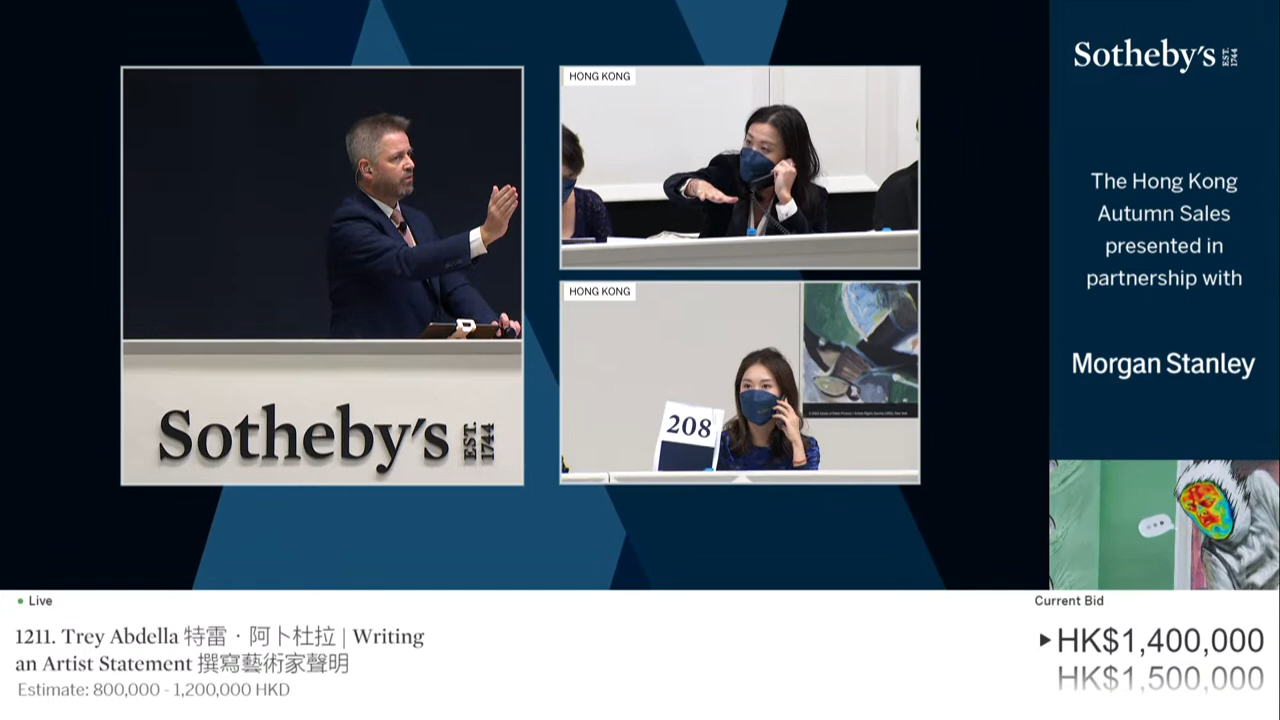 Sotheby's EST. 1744
HONG KONG
HONG KONG
208
Sotheby's EST. 1744
The Hong Kong
Autumn Sales
presented in
partnership with
Morgan Stanley
Live
1211. Trey Abdella 特雷·阿卜杜拉 | Writing
an Artist Statement 撰寫藝術家聲明
Estimate: 800,000 - 1,200,000 HKD
Current Bid
HK$1,400,000
HK$1,500,000